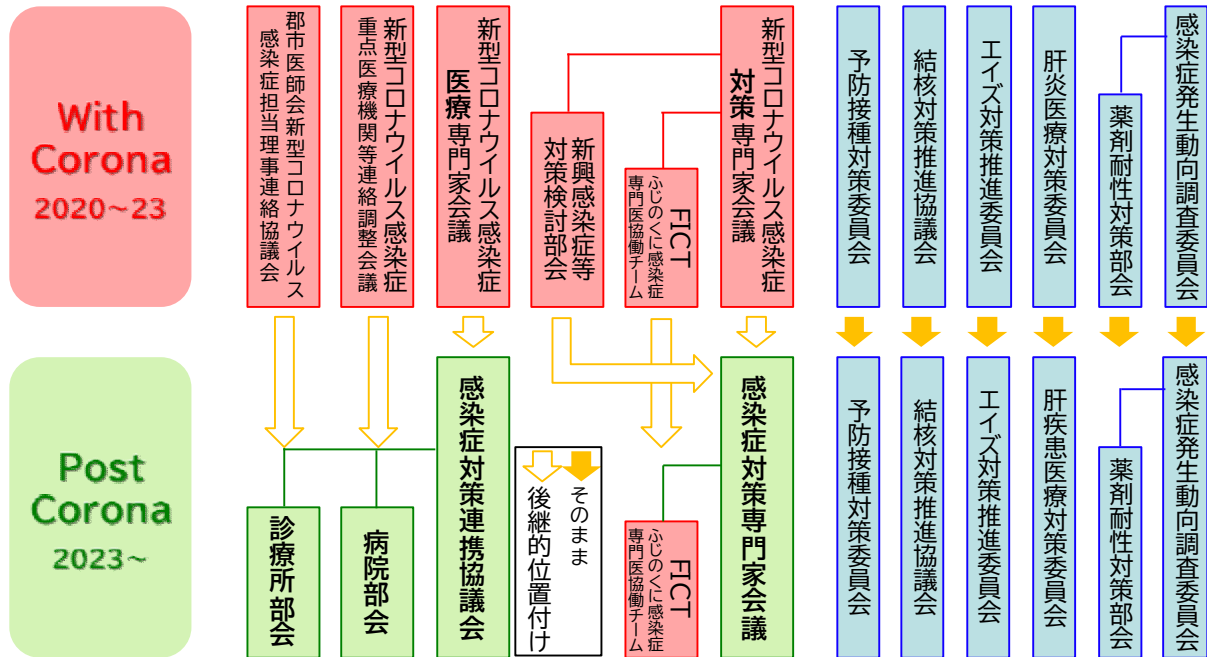 With
Corona
2020~23
郡市医師会新型コロナウイルス
感染症担当理事連絡協議会
新型コロナウイルス感染症
重点医療機関等連絡調整会議
新型コロナウイルス感染症
医療専門家会議
新興感染症等
対策検討部会
FICT
ふじのくに感染症
専門医協働チーム
新型コロナウイルス感染症
対策専門家会議
予防接種対策委員会
結核対策推進協議会
エイズ対策推進委員会
肝炎医療対策委員会
薬剤耐性対策部会
感染症発生動向調査委員会
Post
Corona
2023~
診療所部会
病院部会
感染症対策連携協議会
そのまま
後継的位置付け
FICT
ふじのくに感染症
専門医協働チーム
感染症対策専門家会議
予防接種対策委員会
結核対策推進協議会
エイズ対策推進委員会
肝疾患医療対策委員会
薬剤耐性対策部会
感染症発生動向調査委員会